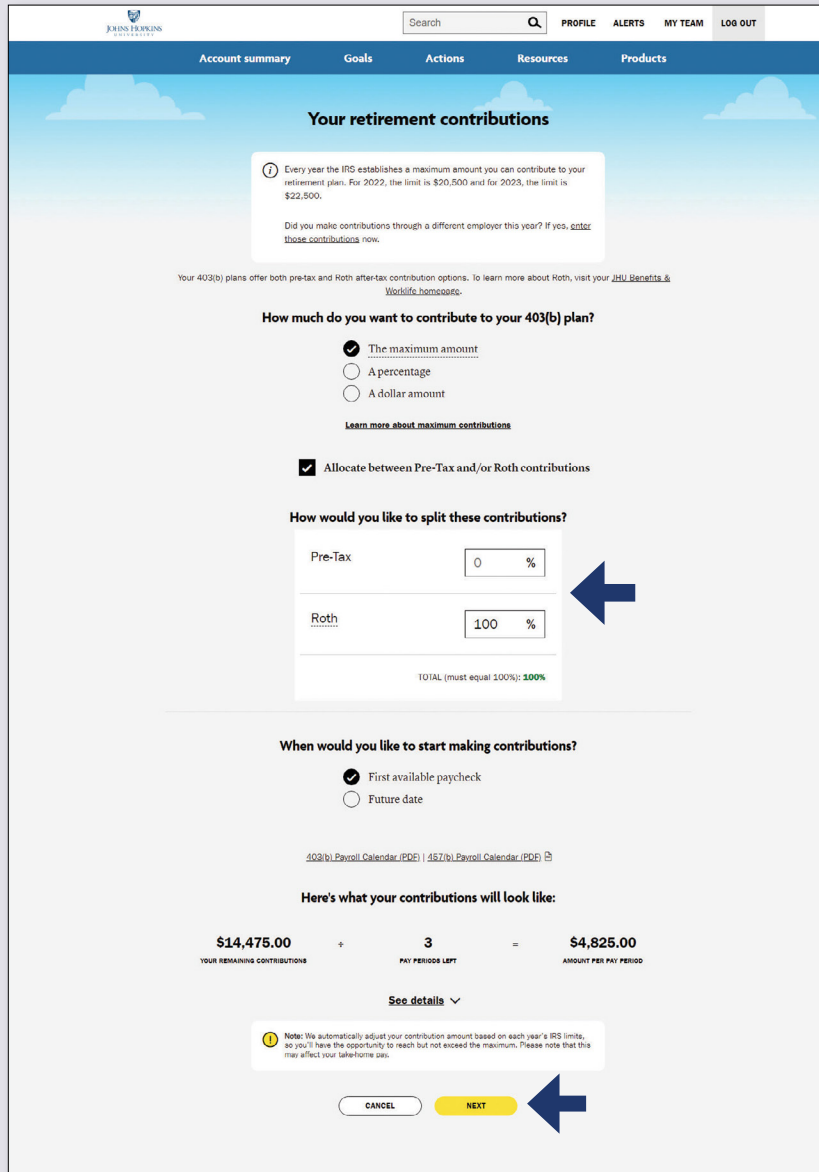 JOHNS HOPKINS
UNIVERSITY
Search
PROFILE ALERTS MY TEAM LOG OUT
Account summary Goals Actions Resources Products
Your retirement contributions
Every year the IRS establishes a maximum amount you can contribute to your
retirement plan. For 2022, the limit is $20,500 and for 2023, the limit is
$22,500.
Did you make contributions through a different employer this year? If yes, enter
those contributions now.
Your 403(b) plans offer both pre-tax and Roth after-tax contribution options. To learn more about Roth, visit your JHU Benefits &
Worklife homepage.
How much do you want to contribute to your 403(b) plan?
The maximum amount
A percentage
A dollar amount
Learn more about maximum contributions
Allocate between Pre-Tax and/or Roth contributions
How would you like to split these contributions?
Pre-Tax 0 %
Roth 100 %
TOTAL (must equal 100%): 100%
When would you like to start making contributions?
First available paycheck
Future date
403(b) Payroll Calendar (PDF) | 457(b) Payroll Calendar (PDF)
Here's what your contributions will look like:
$14,475.00 ÷ 3 = $4,825.00
YOUR REMAINING CONTRIBUTIONS PAY PERIODS LEFT AMOUNT PER PAY PERIOD
See details
Note: We automatically adjust your contribution amount based on each year's IRS limits,
so you'll have the opportunity to reach but not exceed the maximum. Please note that this
may affect your take-home pay.
CANCEL NEXT